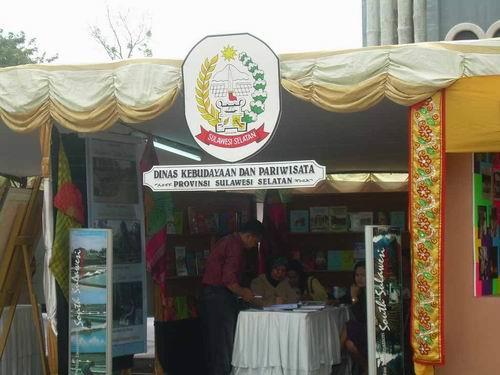 SULAWESI SELATAN
DINAS KEBUDAYAAN DAN PARIWISATA
PROVINSI SULAWESI SELATAN
South Sulawesi
South Sulawesi